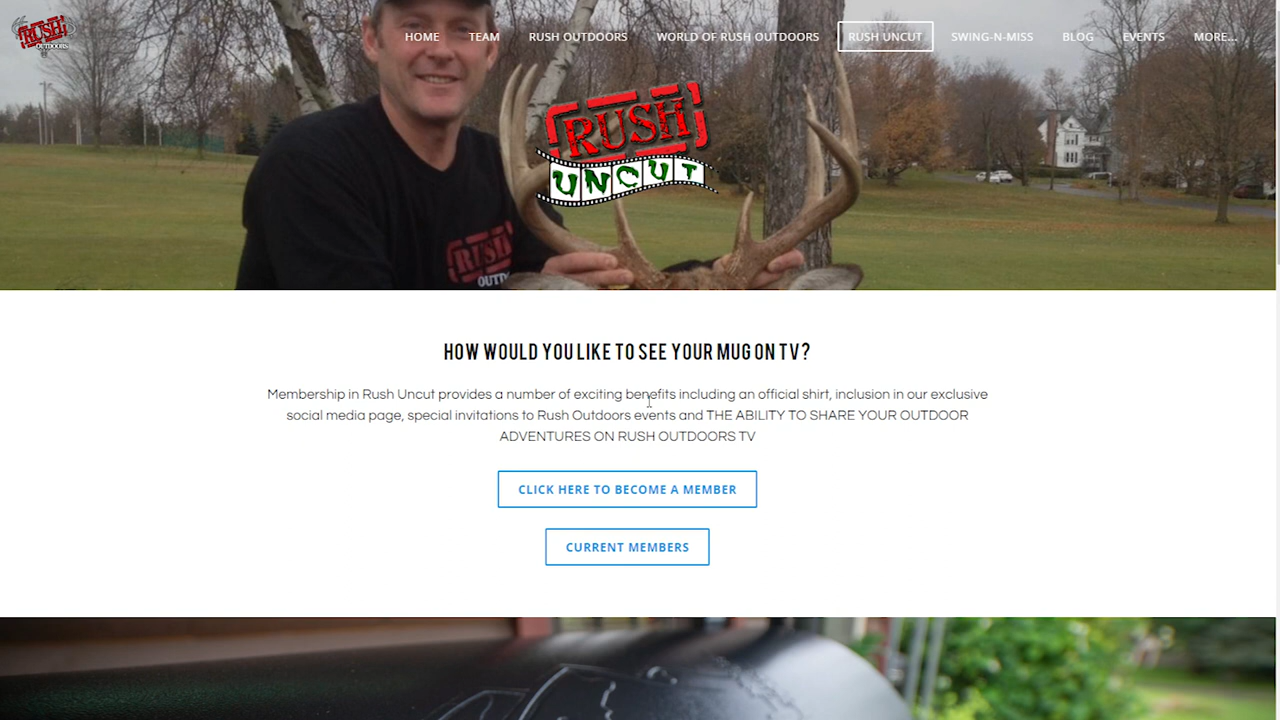 RUSH
OUTDOORS
HOME TEAM RUSH OUTDOORS WORLD OF RUSH OUTDOORS RUSH UNCUT SWING-N-MISS BLOG EVENTS MORE...
RUSH
UNCUT
RUSH
OUTD
HOW WOULD YOU LIKE TO SEE YOUR MUG ON TV?
Membership in Rush Uncut provides a number of exciting benefits including an official shirt, inclusion in our exclusive
social media page, special invitations to Rush Outdoors events and THE ABILITY TO SHARE YOUR OUTDOOR
ADVENTURES ON RUSH OUTDOORS TV
CLICK HERE TO BECOME A MEMBER
CURRENT MEMBERS